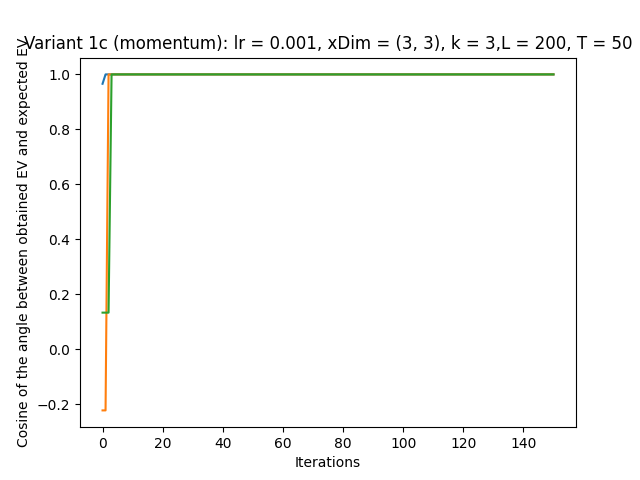 Variant 1c (momentum): lr = 0.001, xDim = (3, 3), k = 3,L = 200, T = 50
Cosine of the angle between obtained EV and expected EV
1.0
0.8
0.6
0.4
0.2
0.0
−0.2
0 20 40 60 80 100 120 140
Iterations